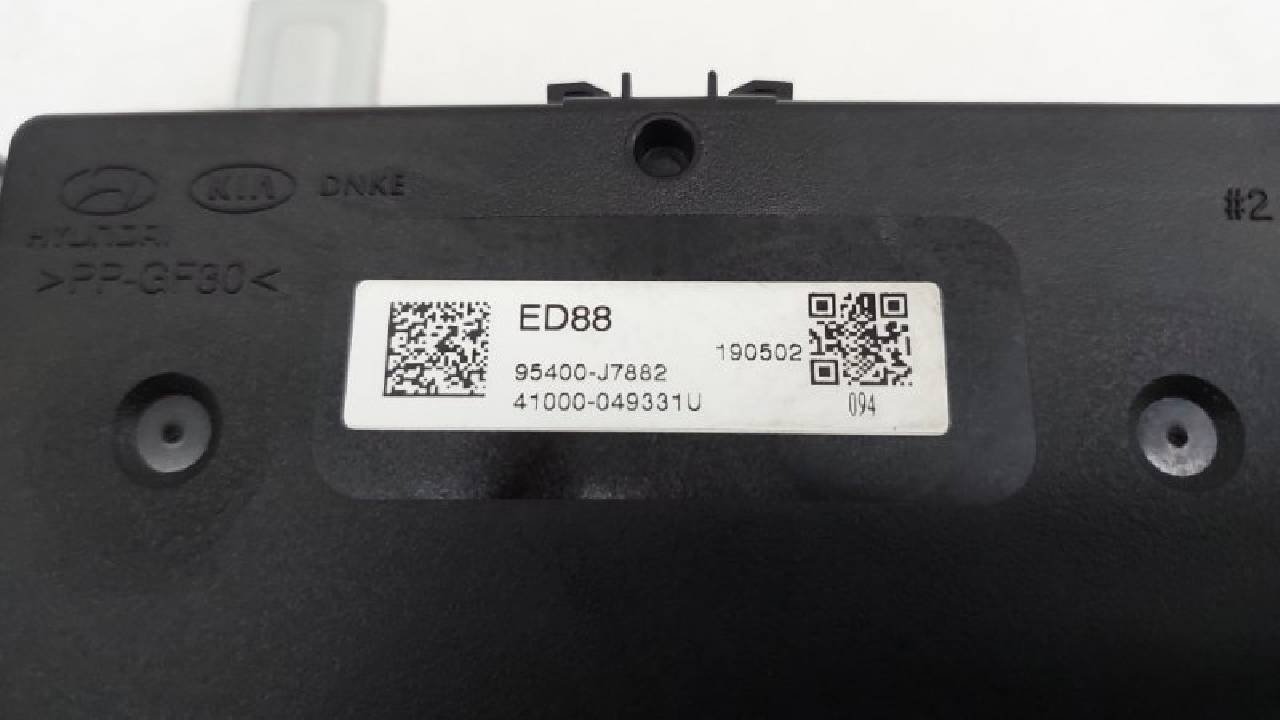 KIA DNKE
HYUNDAI
>PP-GF30<
#2
ED88
190502
95400-J7882
41000-049331U
094